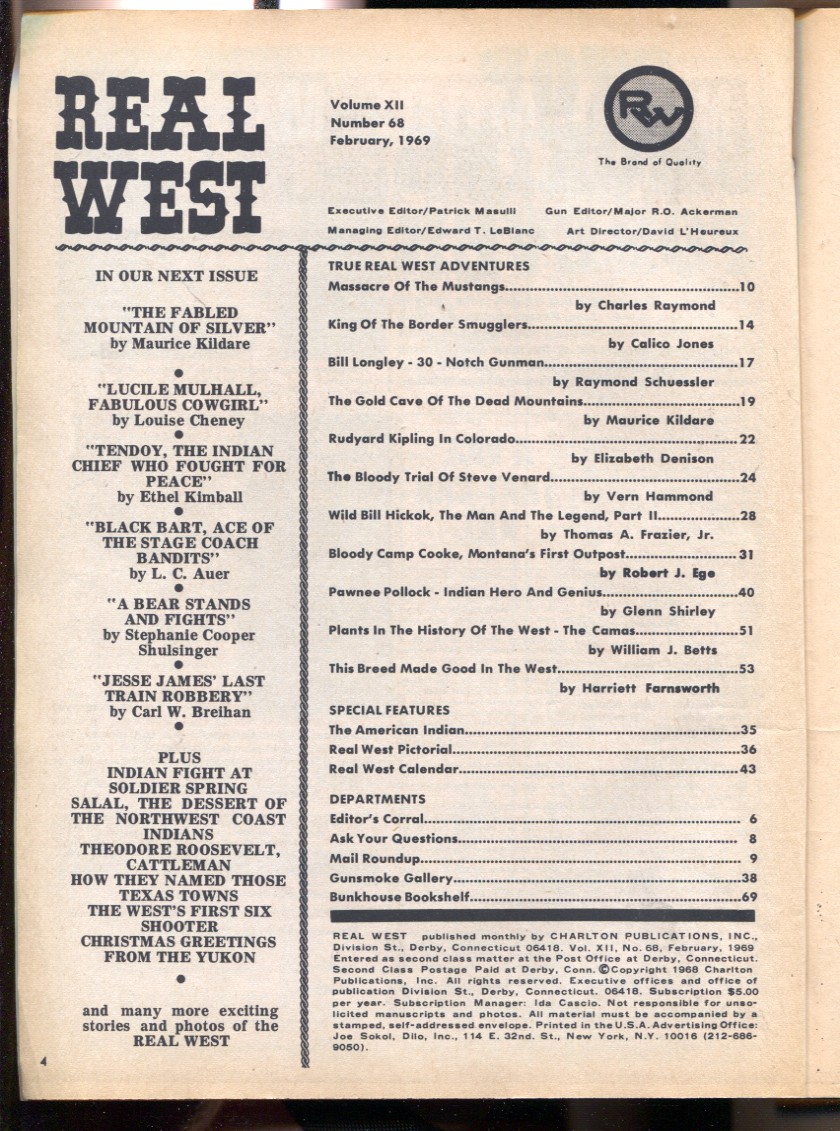 REAL
WEST
Volume XII
Number 68
February, 1969
RW
The Brand of Quality
Executive Editor/Patrick Masulli Gun Editor/Major R.O. Ackerman
Managing Editor/Edward T. LeBlanc Art Director/David L'Heureux
IN OUR NEXT ISSUE
"THE FABLED
MOUNTAIN OF SILVER"
by Maurice Kildare
●
"LUCILE MULHALL,
FABULOUS COWGIRL"
by Louise Cheney
●
"TENDOY, THE INDIAN
CHIEF WHO FOUGHT FOR
PEACE"
by Ethel Kimball
●
"BLACK BART, ACE OF
THE STAGE COACH
BANDITS"
by L. C. Auer
●
"A BEAR STANDS
AND FIGHTS"
by Stephanie Cooper
Shulsinger
●
"JESSE JAMES' LAST
TRAIN ROBBERY"
by Carl W. Breihan
●
PLUS
INDIAN FIGHT AT
SOLDIER SPRING
SALAL, THE DESSERT OF
THE NORTHWEST COAST
INDIANS
THEODORE ROOSEVELT,
CATTLEMAN
HOW THEY NAMED THOSE
TEXAS TOWNS
THE WEST'S FIRST SIX
SHOOTER
CHRISTMAS GREETINGS
FROM THE YUKON
●
and many more exciting
stories and photos of the
REAL WEST
4
TRUE REAL WEST ADVENTURES
Massacre Of The Mustangs....................10
by Charles Raymond
King Of The Border Smugglers....................14
by Calico Jones
Bill Longley - 30 - Notch Gunman....................17
by Raymond Schuessler
The Gold Cave Of The Dead Mountains....................19
by Maurice Kildare
Rudyard Kipling In Colorado....................22
by Elizabeth Denison
The Bloody Trial Of Steve Venard....................24
by Vern Hammond
Wild Bill Hickok, The Man And The Legend, Part II....................28
by Thomas A. Frazier, Jr.
Bloody Camp Cooke, Montana's First Outpost....................31
by Robert J. Ege
Pawnee Pollock - Indian Hero And Genius....................40
by Glenn Shirley
Plants In The History Of The West - The Camas....................51
by William J. Betts
This Breed Made Good In The West....................53
by Harriett Farnsworth
SPECIAL FEATURES
The American Indian....................35
Real West Pictorial....................36
Real West Calendar....................43
DEPARTMENTS
Editor's Corral.................... 6
Ask Your Questions.................... 8
Mail Roundup.................... 9
Gunsmoke Gallery....................38
Bunkhouse Bookshelf....................69
REAL WEST published monthly by CHARLTON PUBLICATIONS, INC.,
Division St., Derby, Connecticut 06418. Vol. XII, No. 68, February, 1969
Entered as second class matter at the Post Office at Derby, Connecticut.
Second Class Postage Paid at Derby, Conn. ©Copyright 1968 Charlton
Publications, Inc. All rights reserved. Executive offices and office of
publication Division St., Derby, Connecticut. 06418. Subscription $5.00
per year. Subscription Manager: Ida Cascio. Not responsible for unso-
licited manuscripts and photos. All material must be accompanied by a
stamped, self-addressed envelope. Printed in the U.S.A. Advertising Office:
Joe Sokol, Dilo, Inc., 114 E. 32nd. St., New York, N.Y. 10016 (212-686-
9050).